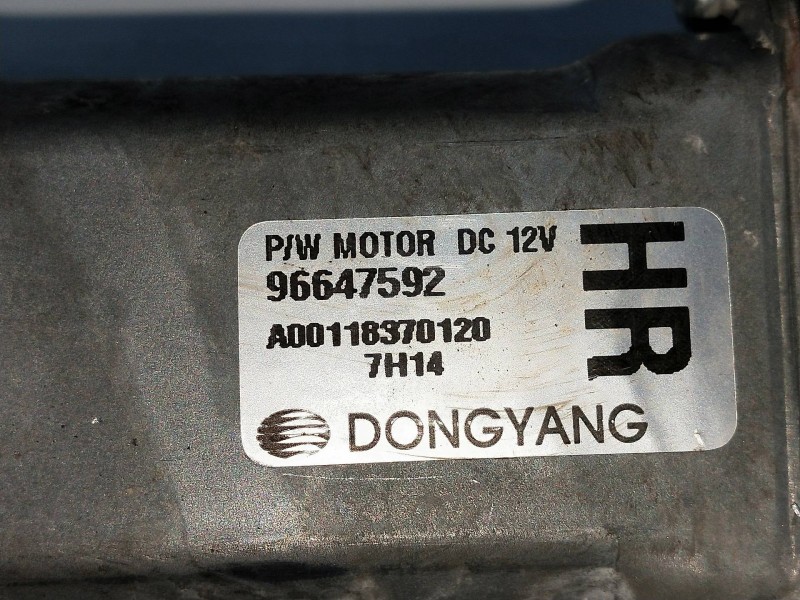 P/W MOTOR DC 12V
96647592
A00118370120
7H14
DONGYANG
HR